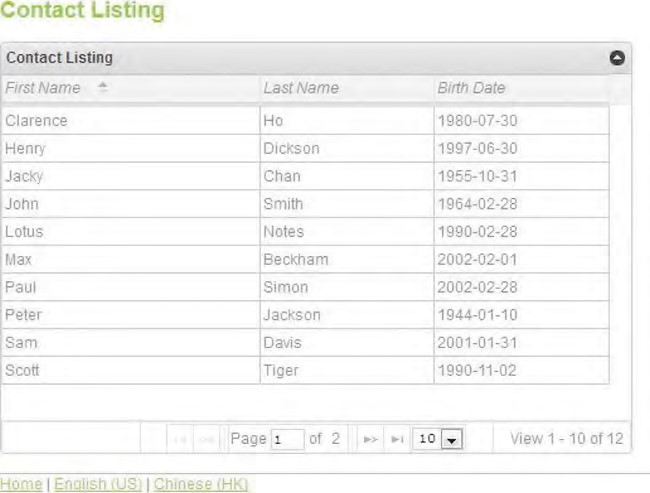 Contact Listing
Contact Listing
First Name Last Name Birth Date
Clarence Ho 1980-07-30
Henry Dickson 1997-06-30
Jacky Chan 1955-10-31
John Smith 1964-02-28
Lotus Notes 1990-02-28
Max Beckham 2002-02-01
Paul Simon 2002-02-28
Peter Jackson 1944-01-10
Sam Davis 2001-01-31
Scott Tiger 1990-11-02
Page 1 of 2 10 View 1 - 10 of 12
Home | English (US) | Chinese (HK)